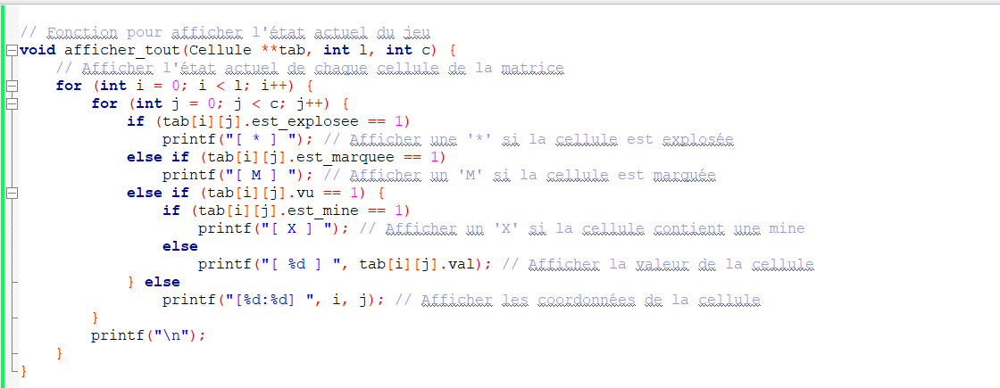 // Fonction pour afficher l'état actuel du jeu
void afficher_tout(Cellule **tab, int l, int c) {
    // Afficher l'état actuel de chaque cellule de la matrice
    for (int i = 0; i < l; i++) {
        for (int j = 0; j < c; j++) {
            if (tab[i][j].est_explosee == 1)
                printf("[ * ] "); // Afficher une '*' si la cellule est explosée
            else if (tab[i][j].est_marquee == 1)
                printf("[ M ] "); // Afficher un 'M' si la cellule est marquée
            else if (tab[i][j].vu == 1) {
                if (tab[i][j].est_mine == 1)
                    printf("[ X ] "); // Afficher un 'X' si la cellule contient une mine
                else
                    printf("[ %d ] ", tab[i][j].val); // Afficher la valeur de la cellule
            } else
                printf("[%d:%d] ", i, j); // Afficher les coordonnées de la cellule
        }
        printf("\n");
    }
}